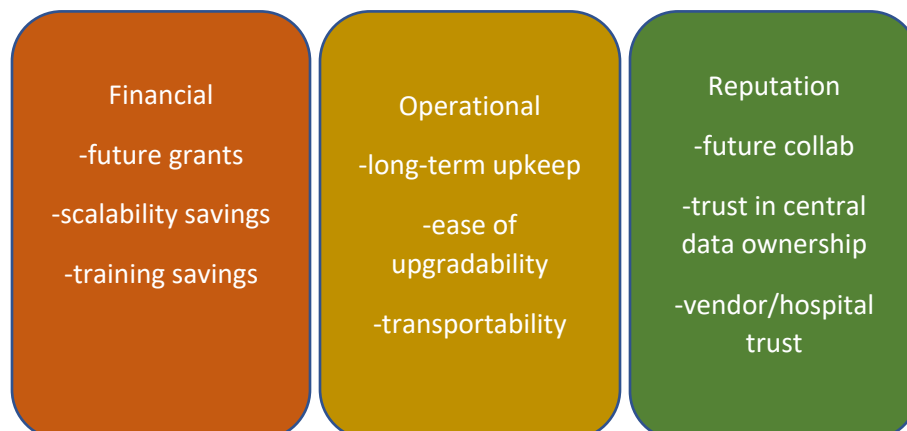 Financial
-future grants
-scalability savings
-training savings
Operational
-long-term upkeep
-ease of
upgradability
-transportability
Reputation
-future collab
-trust in central
data ownership
-vendor/hospital
trust